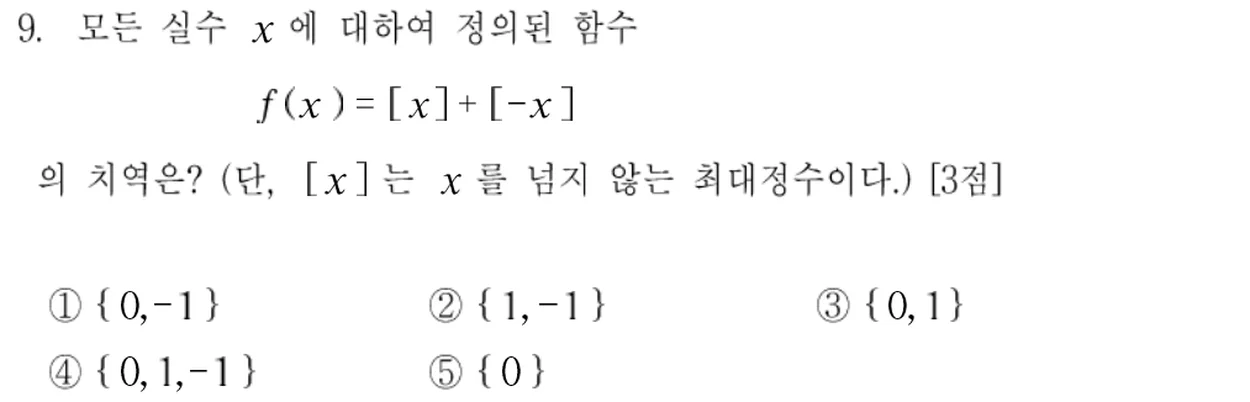 9. 모든 실수 x 에 대하여 정의된 함수
f(x)=[x]+[-x]
의 치역은? (단, [x]는 x 를 넘지 않는 최대정수이다.) [3점]
① {0,-1} ② {1,-1} ③ {0,1}
④ {0,1,-1} ⑤ {0}